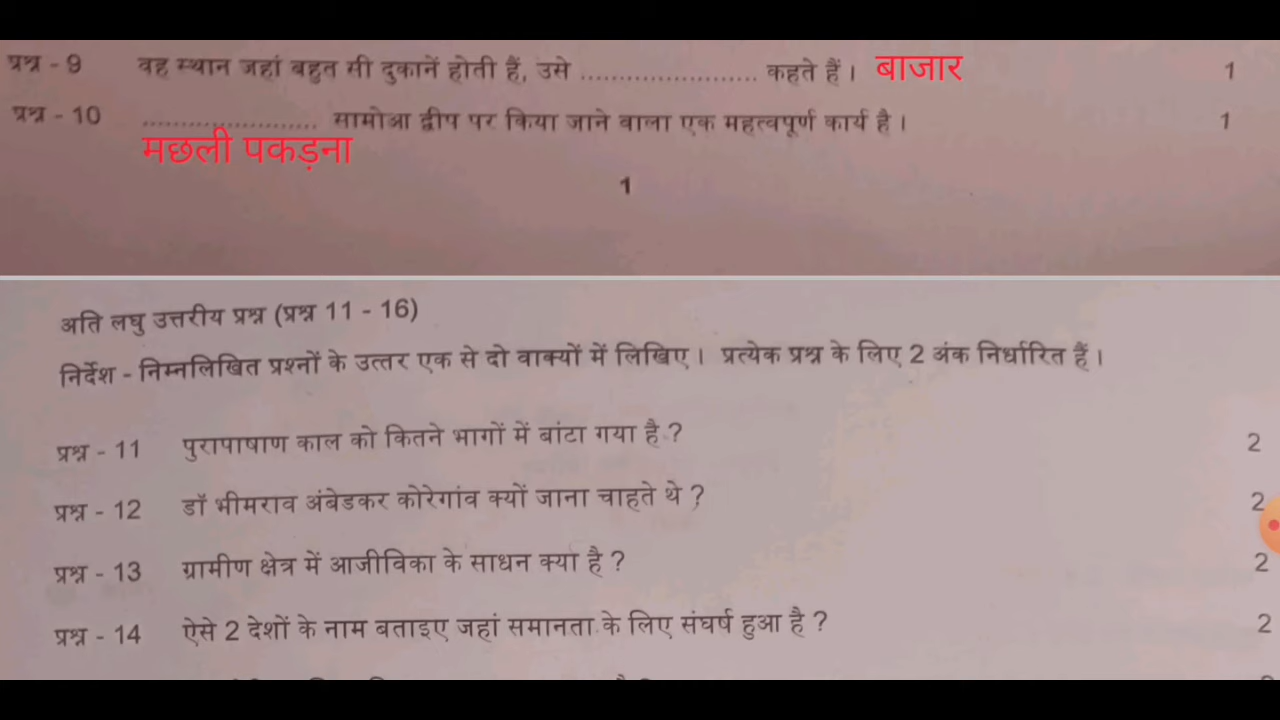 प्रश्न - 9 वह स्थान जहां बहुत सी दुकानें होती हैं, उसे ...................... कहते हैं। बाजार 1
प्रश्न - 10 ...................... सामोआ द्वीप पर किया जाने वाला एक महत्वपूर्ण कार्य है। 1
मछली पकड़ना
1
अति लघु उत्तरीय प्रश्न (प्रश्न 11 - 16)
निर्देश - निम्नलिखित प्रश्नों के उत्तर एक से दो वाक्यों में लिखिए। प्रत्येक प्रश्न के लिए 2 अंक निर्धारित हैं।
प्रश्न - 11 पुरापाषाण काल को कितने भागों में बांटा गया है ? 2
प्रश्न - 12 डॉ भीमराव अंबेडकर कोरेगांव क्यों जाना चाहते थे ? 2
प्रश्न - 13 ग्रामीण क्षेत्र में आजीविका के साधन क्या है ? 2
प्रश्न - 14 ऐसे 2 देशों के नाम बताइए जहां समानता के लिए संघर्ष हुआ है ? 2